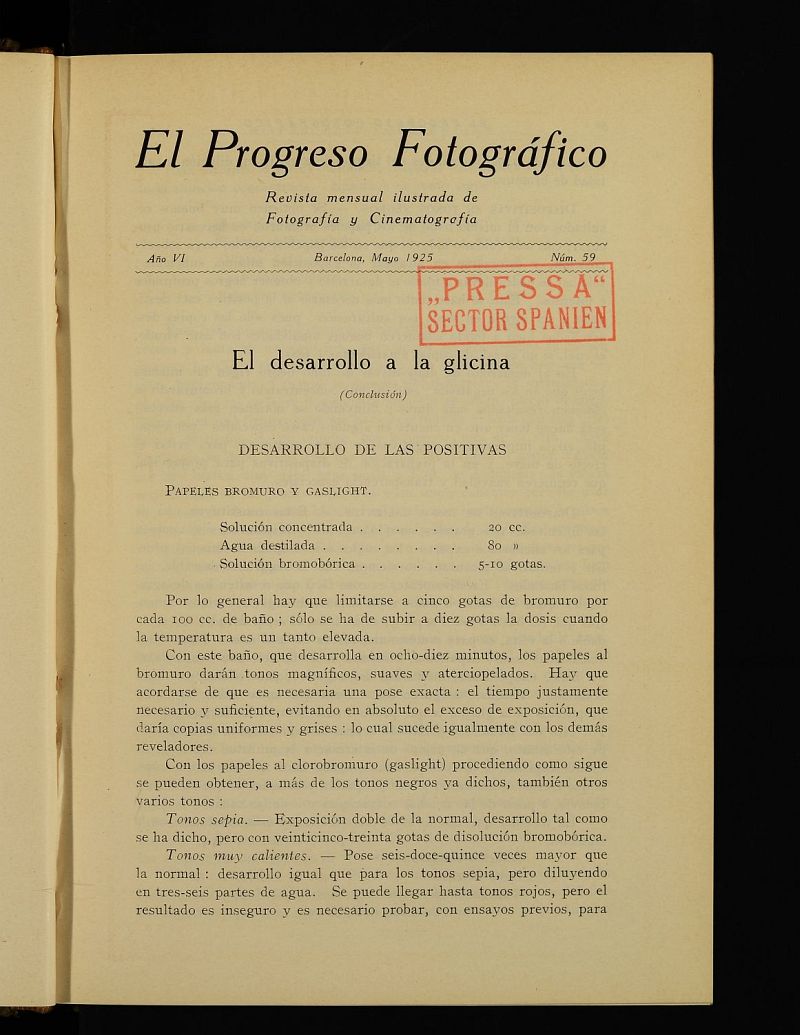 El Progreso Fotográfico
Revista mensual ilustrada de
Fotografía y Cinematografía
Año VI Barcelona, Mayo 1925 Núm. 59
„PRESSA“
SECTOR SPANIEN
El desarrollo a la glicina
(Conclusión)
DESARROLLO DE LAS POSITIVAS
PAPELES BROMURO Y GASLIGHT.
Solución concentrada . . . . . . 20 cc.
Agua destilada . . . . . . . . 80 »
Solución bromobórica . . . . . . 5-10 gotas.
Por lo general hay que limitarse a cinco gotas de bromuro por
cada 100 cc. de baño ; sólo se ha de subir a diez gotas la dosis cuando
la temperatura es un tanto elevada.
Con este baño, que desarrolla en ocho-diez minutos, los papeles al
bromuro darán tonos magníficos, suaves y aterciopelados. Hay que
acordarse de que es necesaria una pose exacta : el tiempo justamente
necesario y suficiente, evitando en absoluto el exceso de exposición, que
daría copias uniformes y grises : lo cual sucede igualmente con los demás
reveladores.
Con los papeles al clorobromuro (gaslight) procediendo como sigue
se pueden obtener, a más de los tonos negros ya dichos, también otros
varios tonos :
Tonos sepia. — Exposición doble de la normal, desarrollo tal como
se ha dicho, pero con veinticinco-treinta gotas de disolución bromobórica.
Tonos muy calientes. — Pose seis-doce-quince veces mayor que
la normal : desarrollo igual que para los tonos sepia, pero diluyendo
en tres-seis partes de agua. Se puede llegar hasta tonos rojos, pero el
resultado es inseguro y es necesario probar, con ensayos previos, para